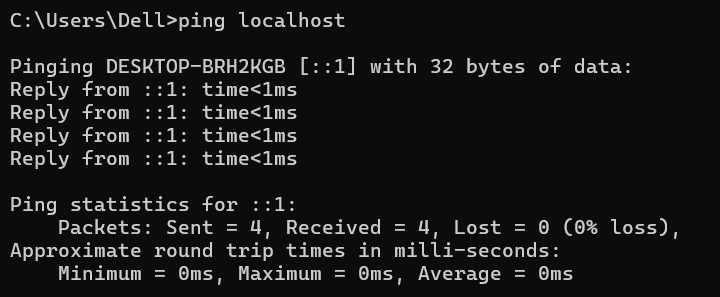 C:\Users\Dell>ping localhost
Pinging DESKTOP-BRH2KGB [::1] with 32 bytes of data:
Reply from ::1: time<1ms
Reply from ::1: time<1ms
Reply from ::1: time<1ms
Reply from ::1: time<1ms
Ping statistics for ::1:
    Packets: Sent = 4, Received = 4, Lost = 0 (0% loss),
Approximate round trip times in milli-seconds:
    Minimum = 0ms, Maximum = 0ms, Average = 0ms